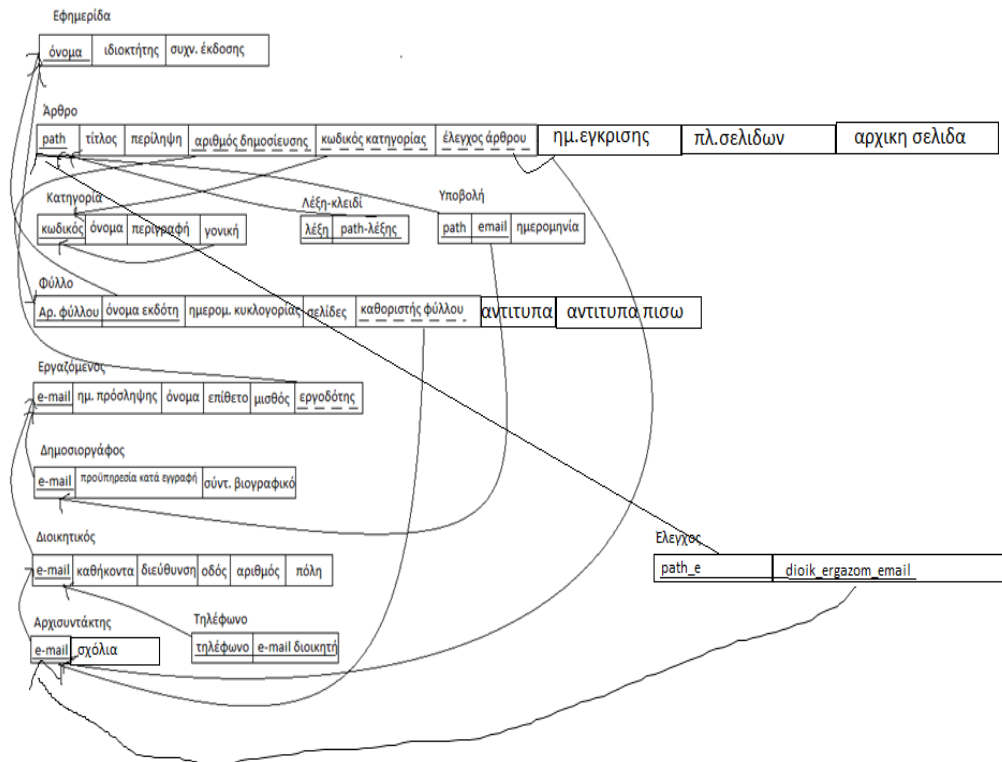 Εφημερίδα
όνομα ιδιοκτήτης συχν. έκδοσης
Άρθρο
path τίτλος περίληψη αριθμός δημοσίευσης κωδικός κατηγορίας έλεγχος άρθρου ημ.εγκρισης πλ.σελιδων αρχικη σελιδα
Κατηγορία Λέξη-κλειδί Υποβολή
κωδικός όνομα περιγραφή γονική λέξη path-λέξης path email ημερομηνία
Φύλλο
Αρ. φύλλου όνομα εκδότη ημερομ. κυκλογορίας σελίδες καθοριστής φύλλου αντιτυπα αντιτυπα πισω
Εργαζόμενος
e-mail ημ. πρόσληψης όνομα επίθετο μισθός εργοδότης
Δημοσιοργάφος
e-mail προϋπηρεσία κατά εγγραφή σύντ. βιογραφικό
Διοικητικός Ελεγχος
e-mail καθήκοντα διεύθυνση οδός αριθμός πόλη path_e dioik_ergazom_email
Αρχισυντάκτης Τηλέφωνο
e-mail σχόλια τηλέφωνο e-mail διοικητή